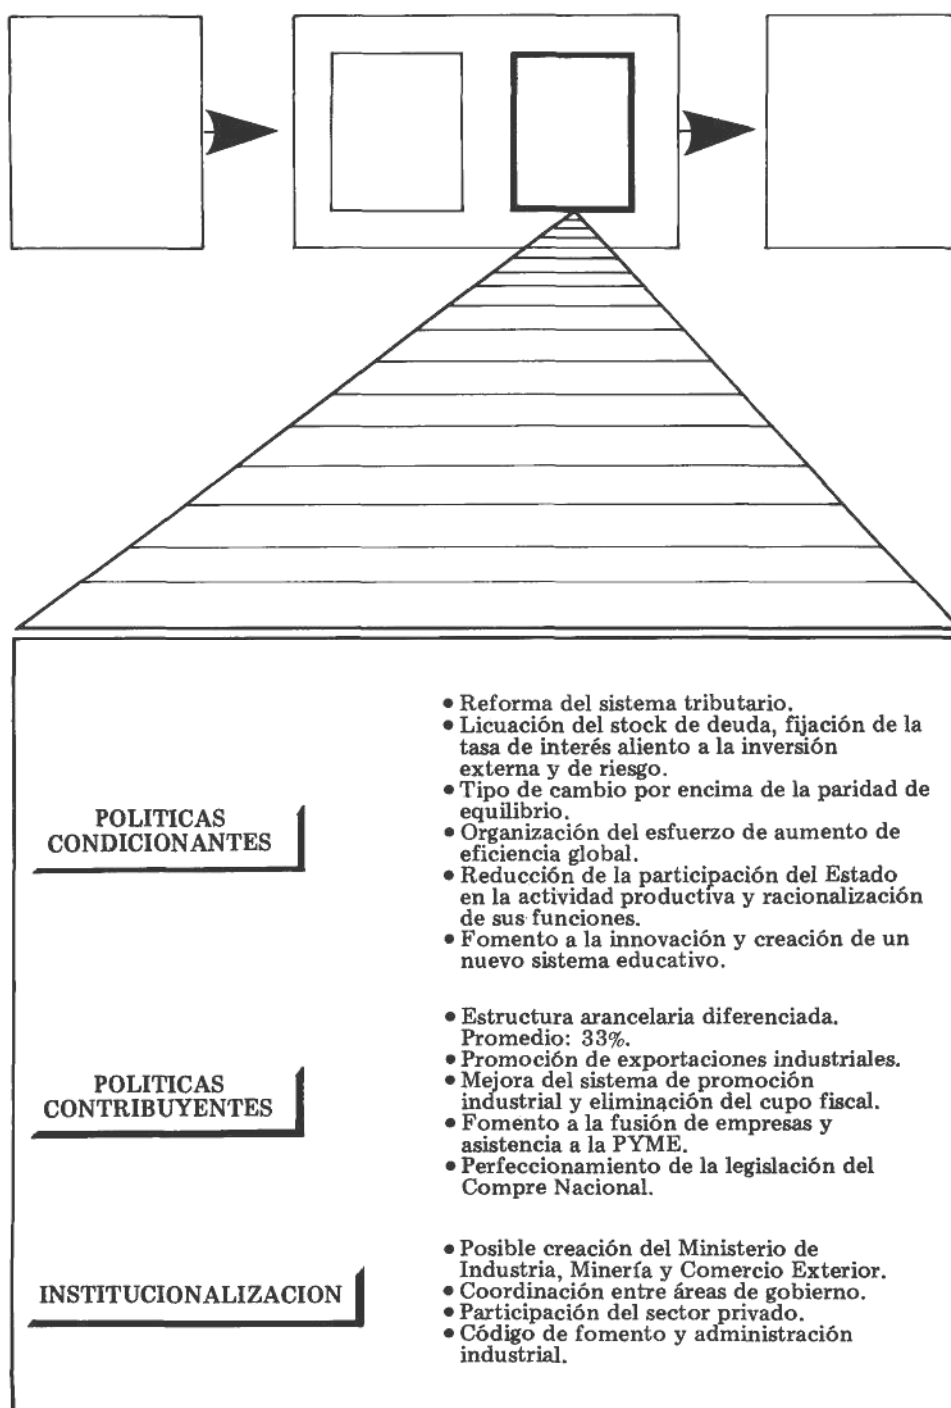 POLITICAS
CONDICIONANTES
• Reforma del sistema tributario.
• Licuación del stock de deuda, fijación de la
tasa de interés aliento a la inversión
externa y de riesgo.
• Tipo de cambio por encima de la paridad de
equilibrio.
• Organización del esfuerzo de aumento de
eficiencia global.
• Reducción de la participación del Estado
en la actividad productiva y racionalización
de sus funciones.
• Fomento a la innovación y creación de un
nuevo sistema educativo.
POLITICAS
CONTRIBUYENTES
• Estructura arancelaria diferenciada.
Promedio: 33%.
• Promoción de exportaciones industriales.
• Mejora del sistema de promoción
industrial y eliminación del cupo fiscal.
• Fomento a la fusión de empresas y
asistencia a la PYME.
• Perfeccionamiento de la legislación del
Compre Nacional.
INSTITUCIONALIZACION
• Posible creación del Ministerio de
Industria, Minería y Comercio Exterior.
• Coordinación entre áreas de gobierno.
• Participación del sector privado.
• Código de fomento y administración
industrial.